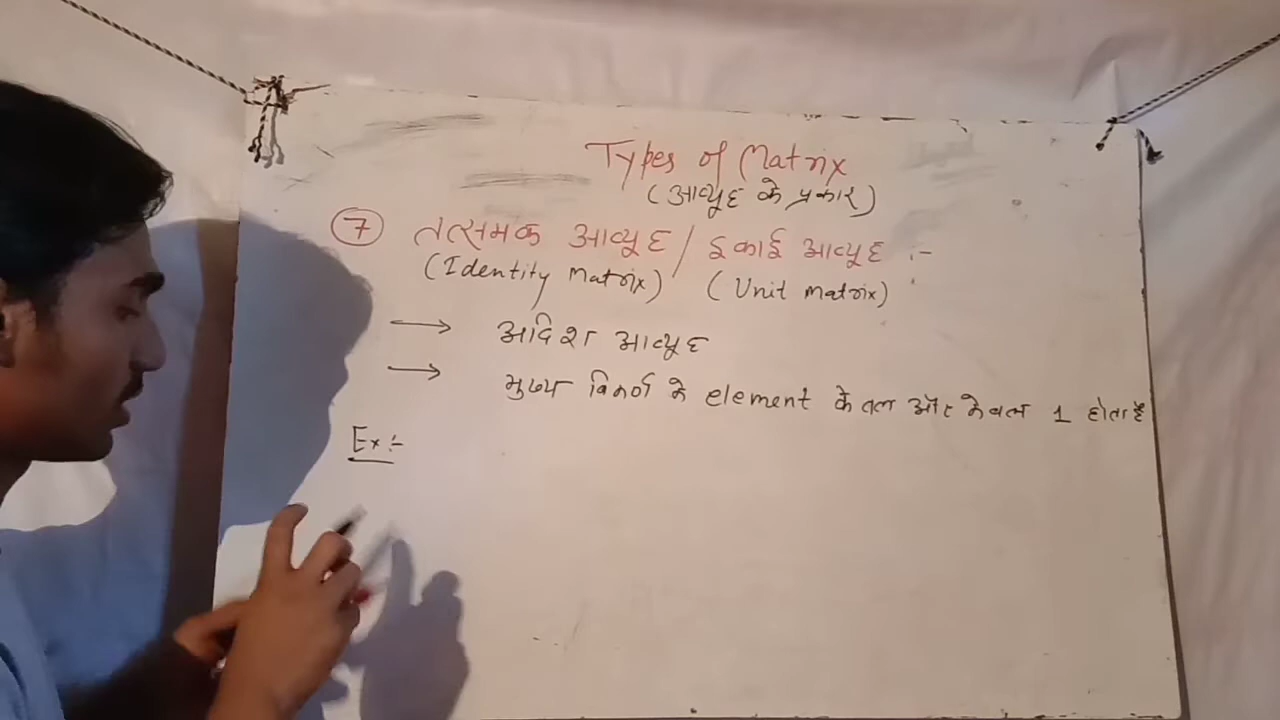 Types of Matrix
(आव्यूह के प्रकार)
7 तत्समक आव्यूह / इकाई आव्यूह :-
(Identity Matrix) (Unit Matrix)
→ अदिश आव्यूह
→ मुख्य विकर्ण के element केवल और केवल 1 होता है
Ex :-